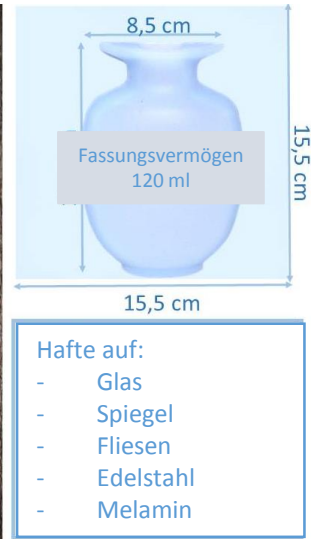 8,5 cm
Fassungsvermögen
120 ml
15,5 cm
15,5 cm
Hafte auf:
- Glas
- Spiegel
- Fliesen
- Edelstahl
- Melamin